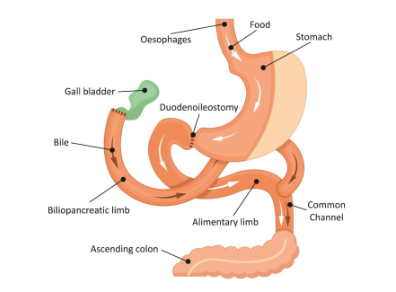 Food
Oesophages
Stomach
Gall bladder
Duodenoileostomy
Bile
Biliopancreatic limb
Common
Channel
Alimentary limb
Ascending colon